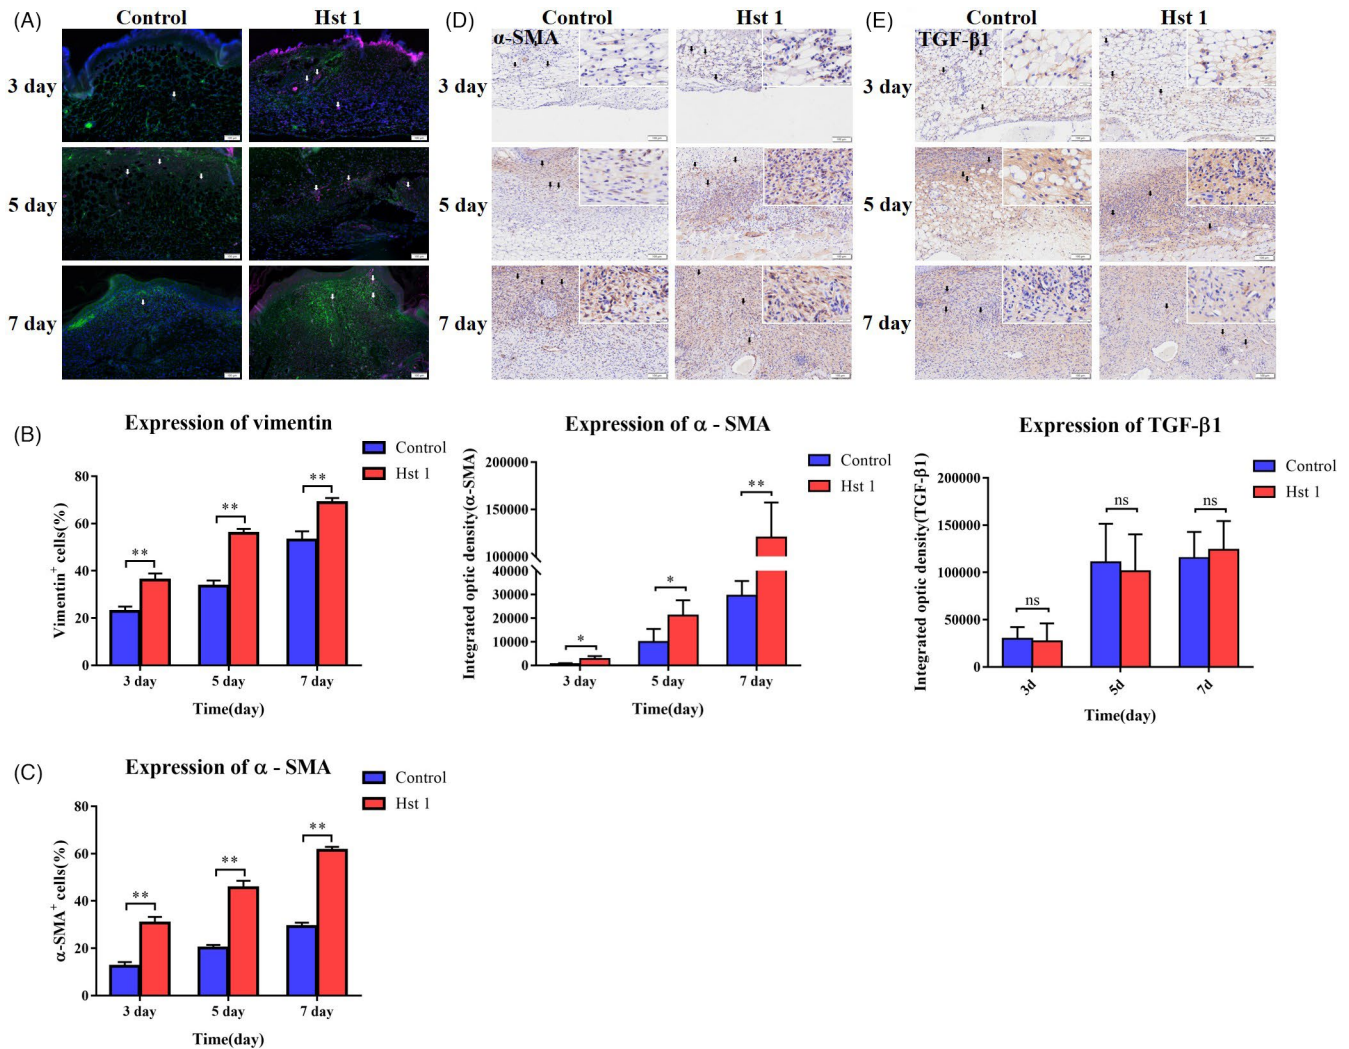 (A) Control Hst 1 (D) Control Hst 1 (E) Control Hst 1
α-SMA TGF-β1
3 day 3 day 3 day
5 day 5 day 5 day
7 day 7 day 7 day
(B) Expression of vimentin
Control
Hst 1
Vimentin+ cells(%)
80
60
40
20
0
** ** **
3 day 5 day 7 day
Time(day)
Expression of α - SMA
Control
Hst 1
Integrated optic density(α-SMA)
200000
150000
100000
40000
30000
20000
10000
0
* * **
3 day 5 day 7 day
Time(day)
Expression of TGF-β1
Control
Hst 1
Integrated optic density(TGF-β1)
200000
150000
100000
50000
0
ns ns ns
3d 5d 7d
Time(day)
(C) Expression of α - SMA
Control
Hst 1
α-SMA+ cells(%)
80
60
40
20
0
** ** **
3 day 5 day 7 day
Time(day)